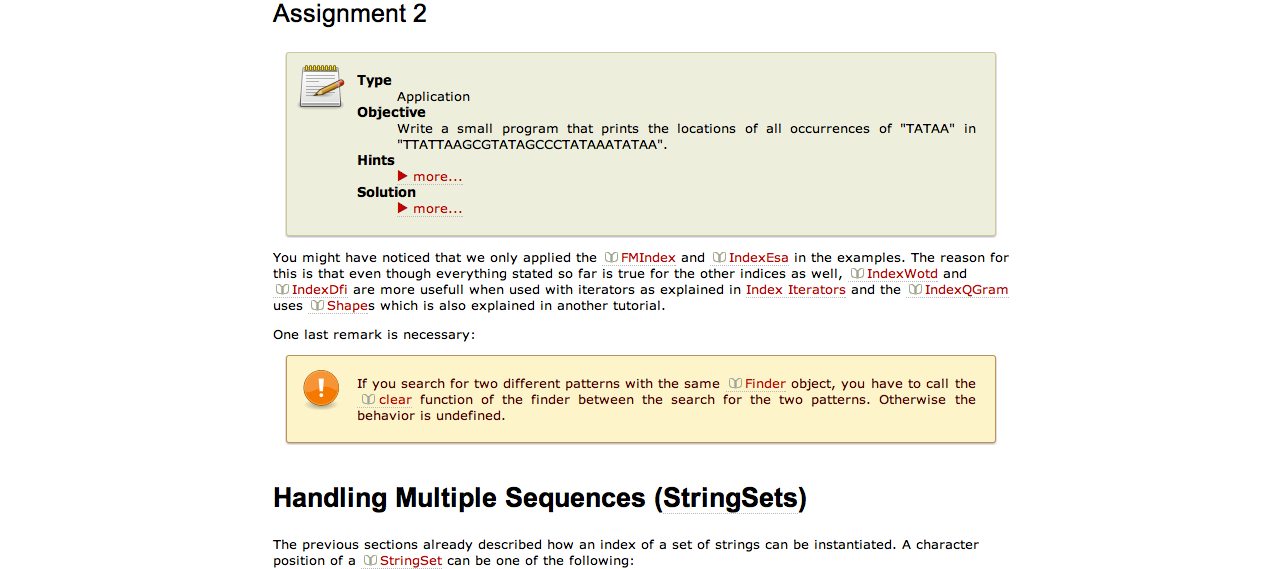 Assignment 2
Type
Application
Objective
Write a small program that prints the locations of all occurrences of "TATAA" in
"TTATTAAGCGTATAGCCCTATAAATATAA".
Hints
▶ more...
Solution
▶ more...
You might have noticed that we only applied the FMIndex and IndexEsa in the examples. The reason for
this is that even though everything stated so far is true for the other indices as well, IndexWotd and
IndexDfi are more usefull when used with iterators as explained in Index Iterators and the IndexQGram
uses Shapes which is also explained in another tutorial.
One last remark is necessary:
If you search for two different patterns with the same Finder object, you have to call the
clear function of the finder between the search for the two patterns. Otherwise the
behavior is undefined.
Handling Multiple Sequences (StringSets)
The previous sections already described how an index of a set of strings can be instantiated. A character
position of a StringSet can be one of the following: